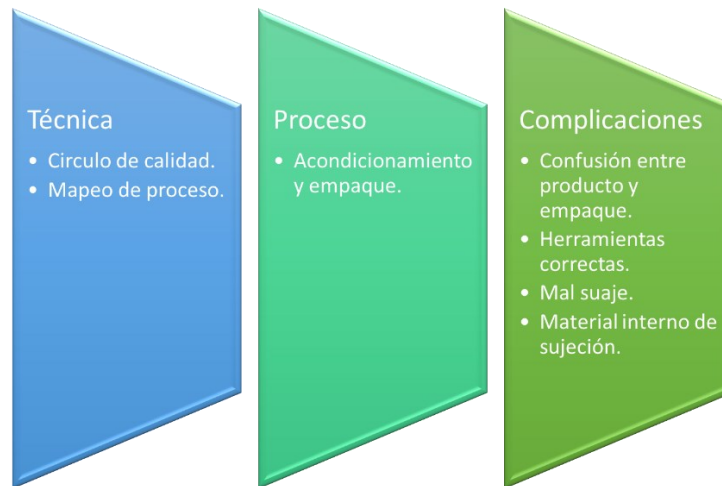 Técnica
• Circulo de calidad.
• Mapeo de proceso.
Proceso
• Acondicionamiento
y empaque.
Complicaciones
• Confusión entre
producto y
empaque.
• Herramientas
correctas.
• Mal suaje.
• Material interno de
sujeción.